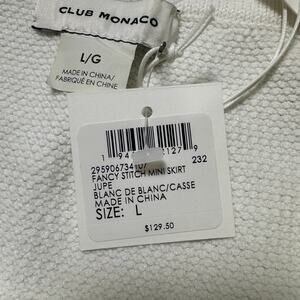 CLUB MONACO
L/G
MADE IN CHINA/
FABRIQUÉ EN CHINE
232
FANCY STITCH MINI SKIRT
JUPE
BLANC DE BLANC/CASSE
MADE IN CHINA
SIZE: L
$129.50